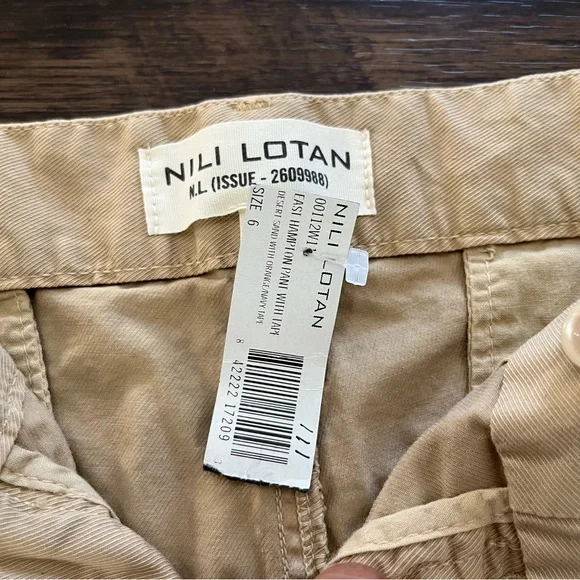 NILI LOTAN
N.L. (ISSUE - 2609988)
NILI LOTAN
00112W1
EAST HAMPTON PANT WITH TAPE
DESERT SAND WITH ORANGE/NAVY TAPE
SIZE 6
8 42222 17209